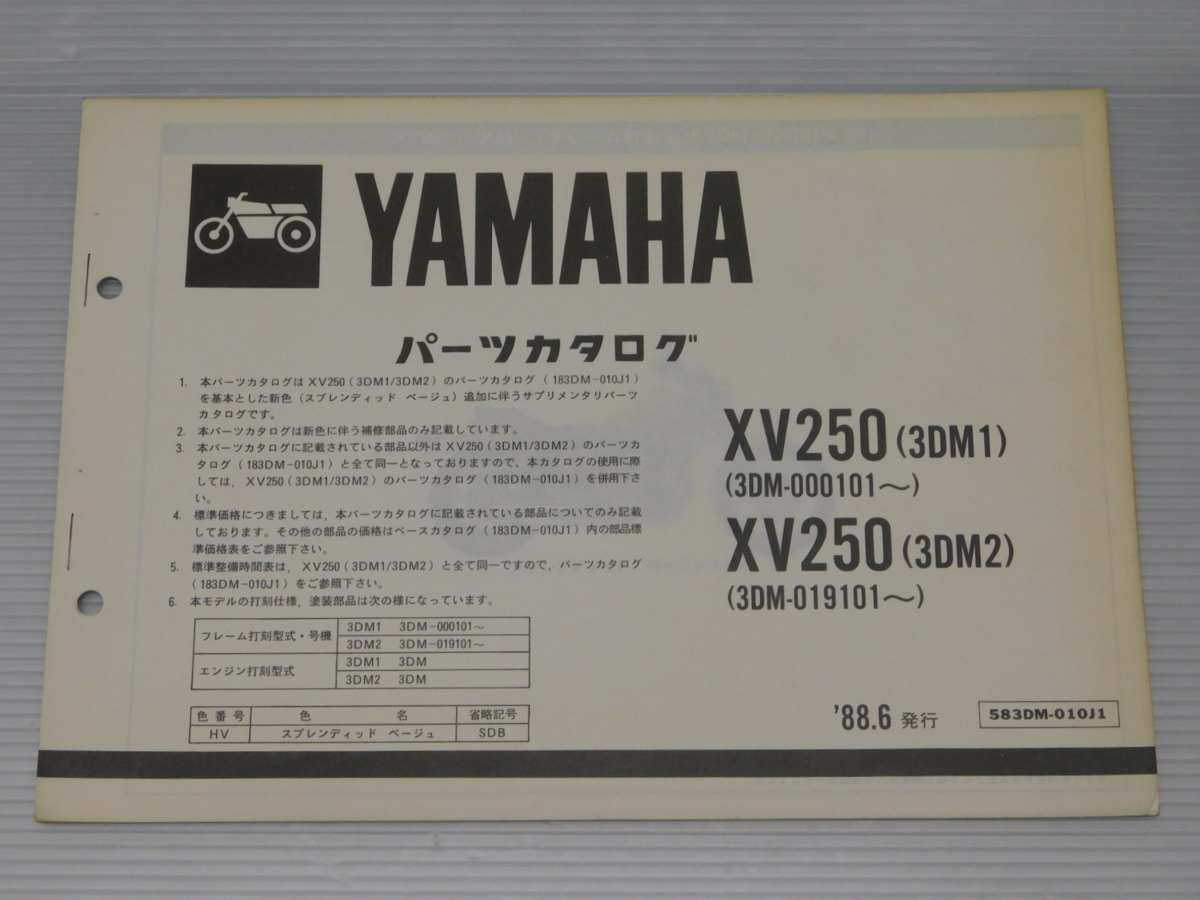 YAMAHA
パーツカタログ
1. 本パーツカタログは XV250(3DM1/3DM2)のパーツカタログ(183DM-010J1)
を基本とした新色(スプレンディッド ベージュ)追加に伴うサプリメンタリパーツ
カタログです。
2. 本パーツカタログは新色に伴う補修部品のみ記載しています。
3. 本パーツカタログに記載されている部品以外は XV250(3DM1/3DM2)のパーツカ
タログ(183DM-010J1)と全て同一となっておりますので、本カタログの使用に際
しては, XV250(3DM1/3DM2)のパーツカタログ(183DM-010J1)を併用下さ
い。
4. 標準価格につきましては,本パーツカタログに記載されている部品についてのみ記載
しております。その他の部品の価格はベースカタログ(183DM-010J1)内の部品標
準価格表をご参照下さい。
5. 標準整備時間表は, XV250(3DM1/3DM2)と全て同一ですので,パーツカタログ
(183DM-010J1)をご参照下さい。
6. 本モデルの打刻仕様,塗装部品は次の様になっています。
フレーム打刻型式・号機 3DM1 3DM-000101~
3DM2 3DM-019101~
エンジン打刻型式 3DM1 3DM
3DM2 3DM
色番号 色名 省略記号
HV スプレンディッド ベージュ SDB
XV250(3DM1)
(3DM-000101~)
XV250(3DM2)
(3DM-019101~)
'88.6 発行
583DM-010J1